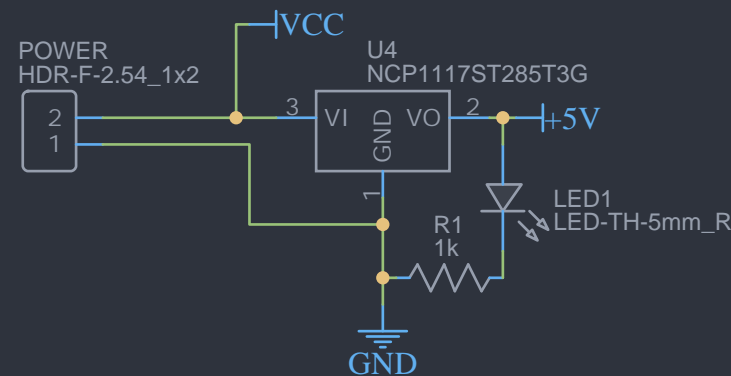 VCC
POWER
HDR-F-2.54_1x2
2
1
U4
NCP1117ST285T3G
3
VI
GND
VO
2
1
+5V
LED1
LED-TH-5mm_R
R1
1k
GND